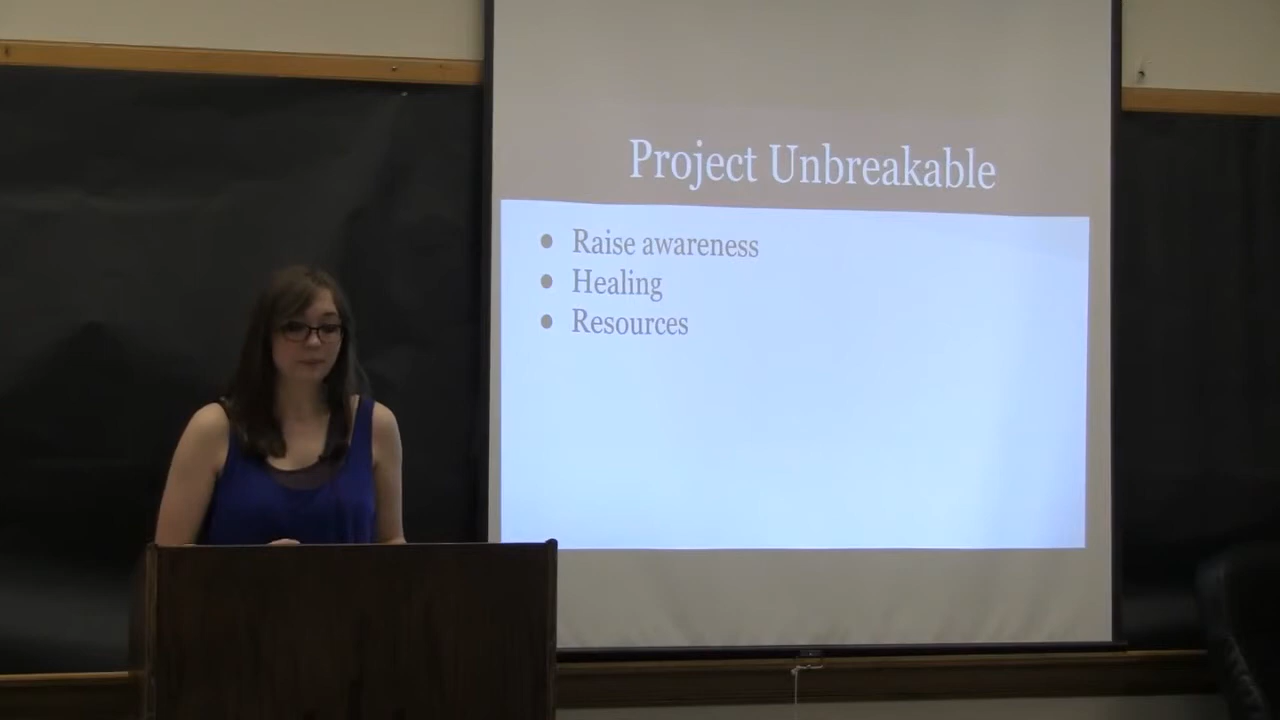 Project Unbreakable
● Raise awareness
● Healing
● Resources